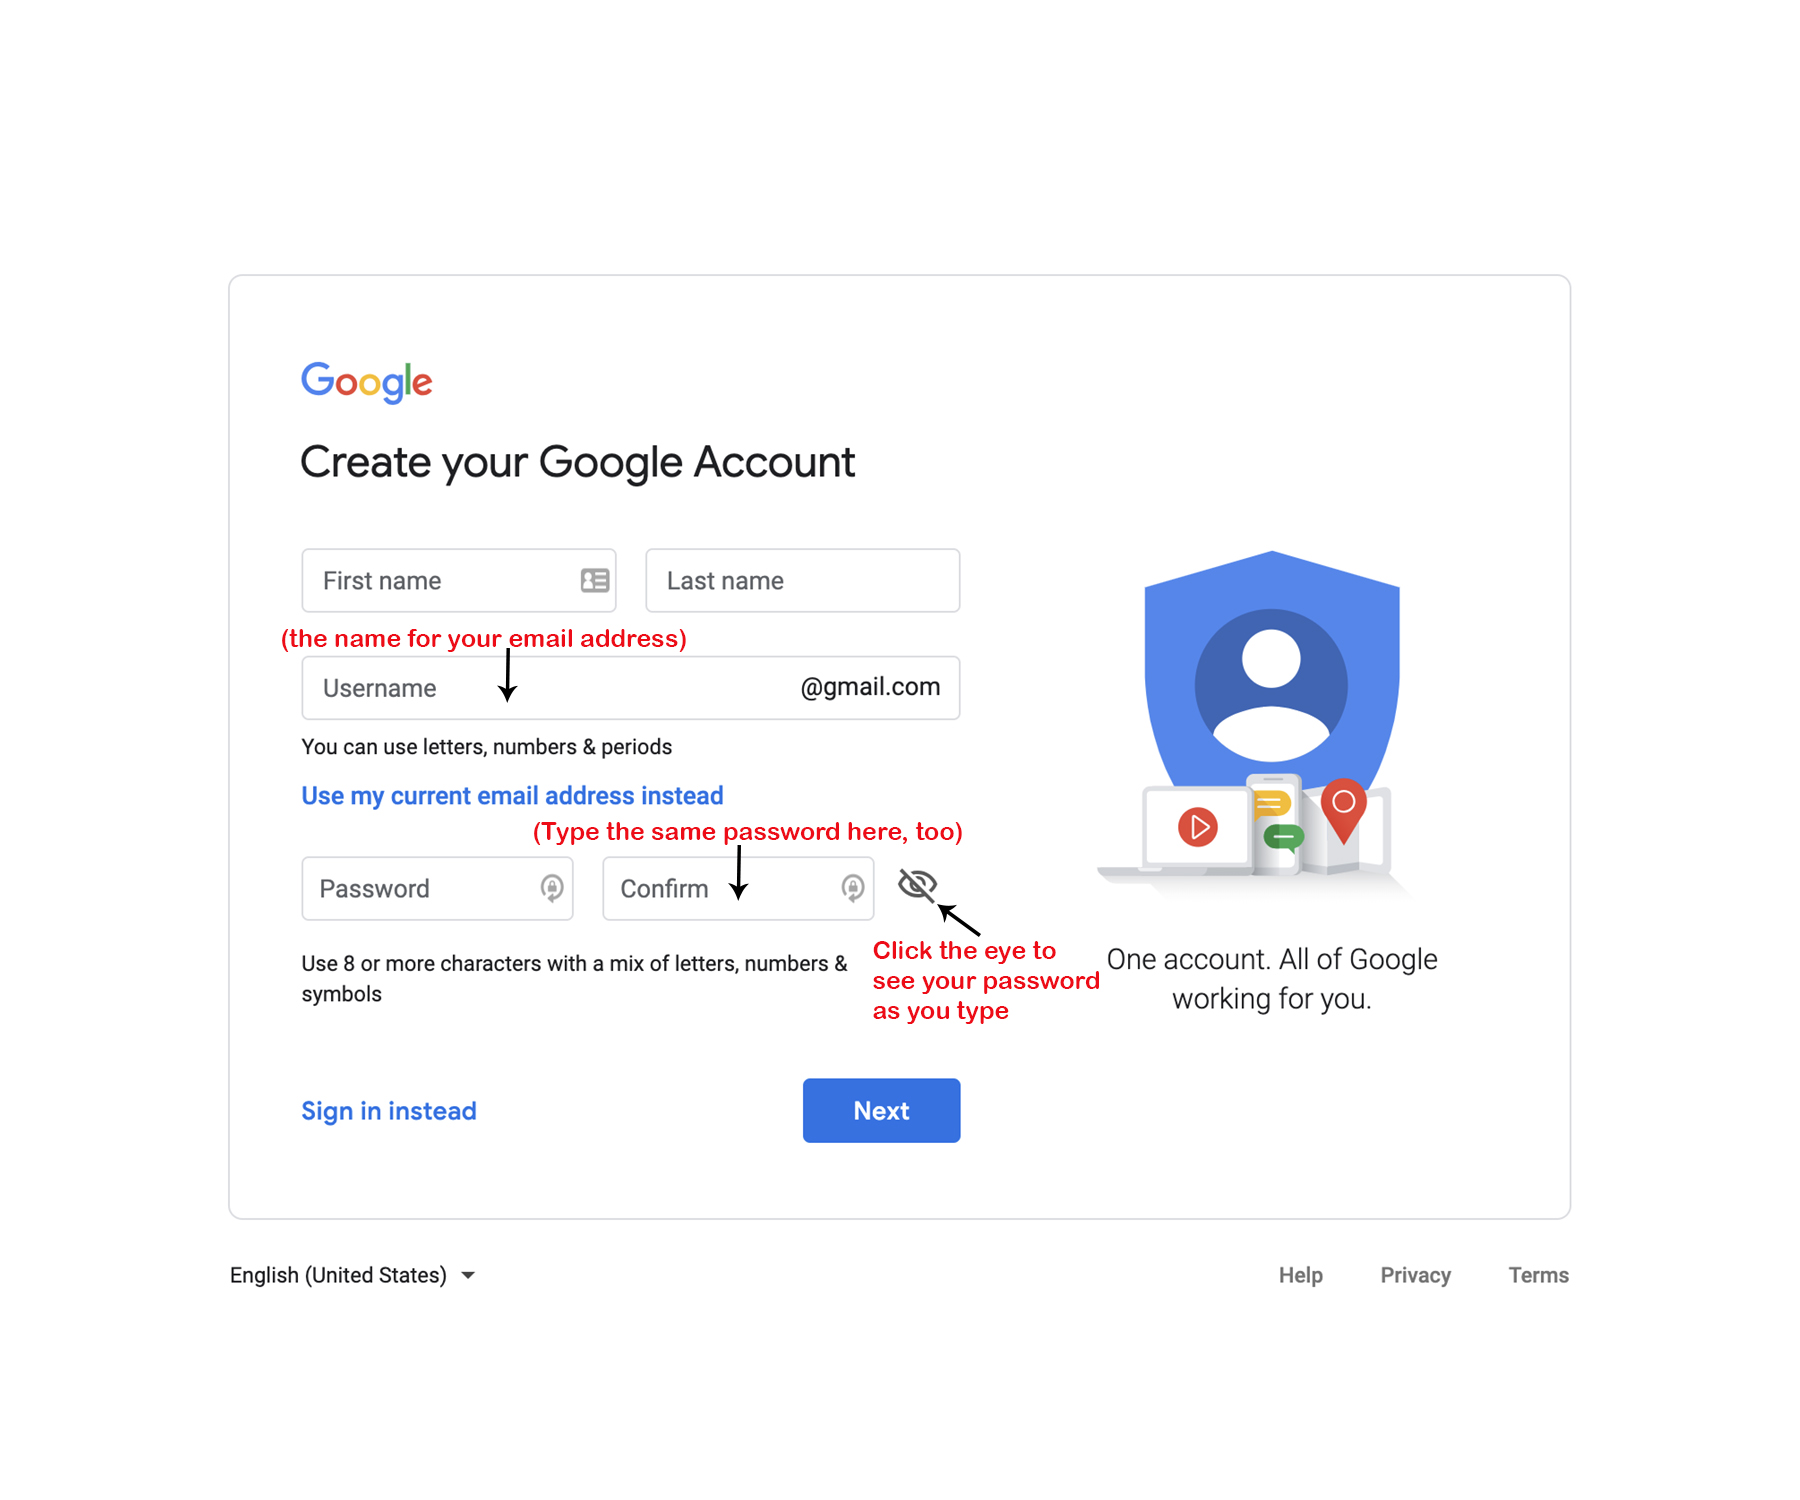 Google
Create your Google Account
First name
Last name
(the name for your email address)
Username
@gmail.com
You can use letters, numbers & periods
Use my current email address instead
(Type the same password here, too)
Password
Confirm
Use 8 or more characters with a mix of letters, numbers &
symbols
Click the eye to
see your password
as you type
One account. All of Google
working for you.
Sign in instead
Next
English (United States)
Help
Privacy
Terms